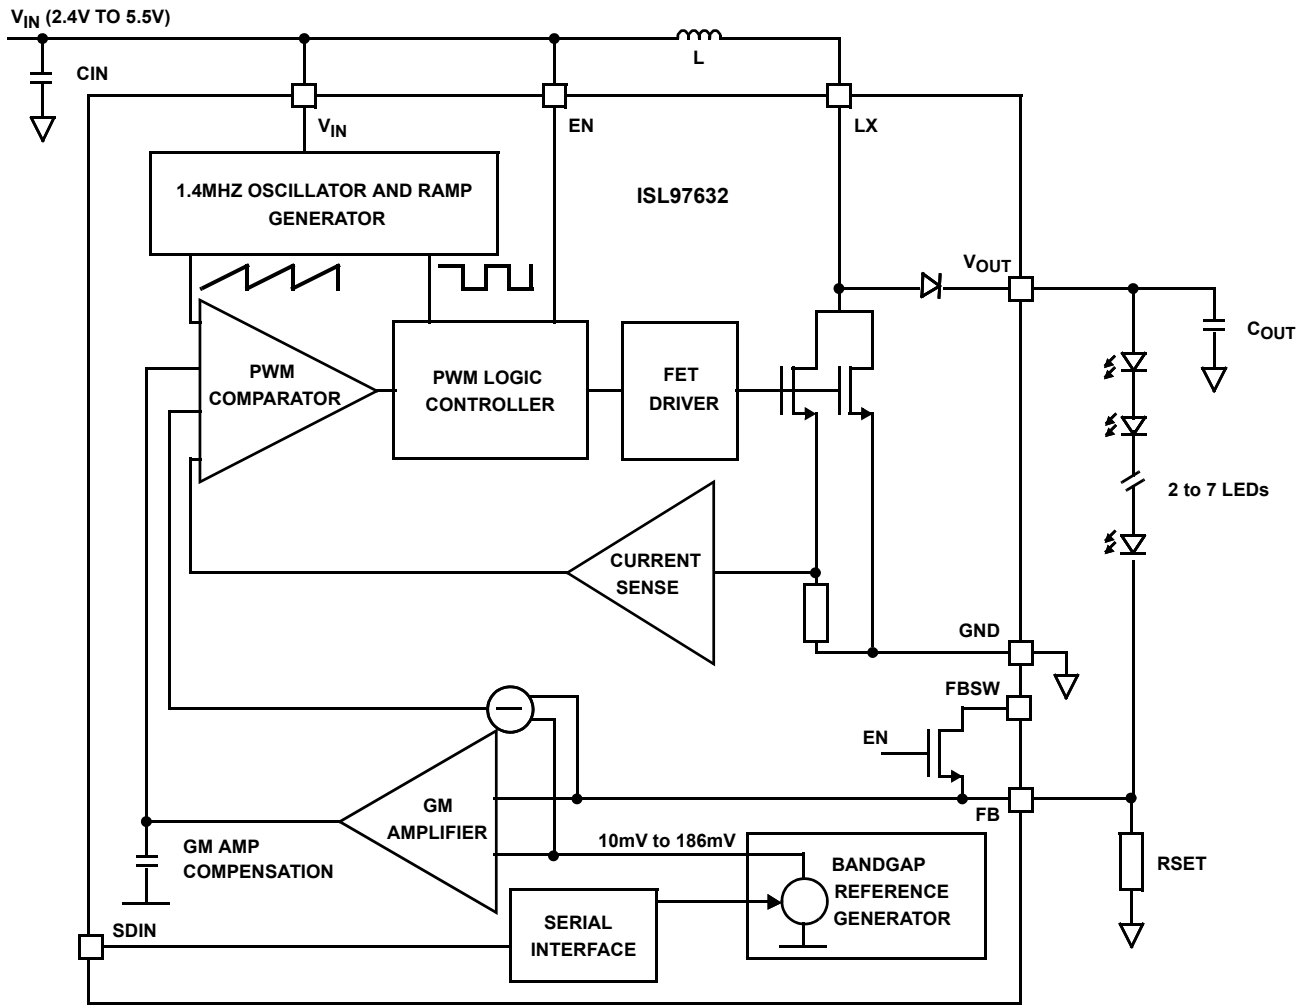 VIN (2.4V TO 5.5V)
CIN
L
VIN
EN
LX
1.4MHZ OSCILLATOR AND RAMP
GENERATOR
ISL97632
VOUT
COUT
PWM
COMPARATOR
PWM LOGIC
CONTROLLER
FET
DRIVER
2 to 7 LEDs
CURRENT
SENSE
GND
FBSW
EN
GM
AMPLIFIER
FB
10mV to 186mV
GM AMP
COMPENSATION
BANDGAP
REFERENCE
GENERATOR
RSET
SDIN
SERIAL
INTERFACE